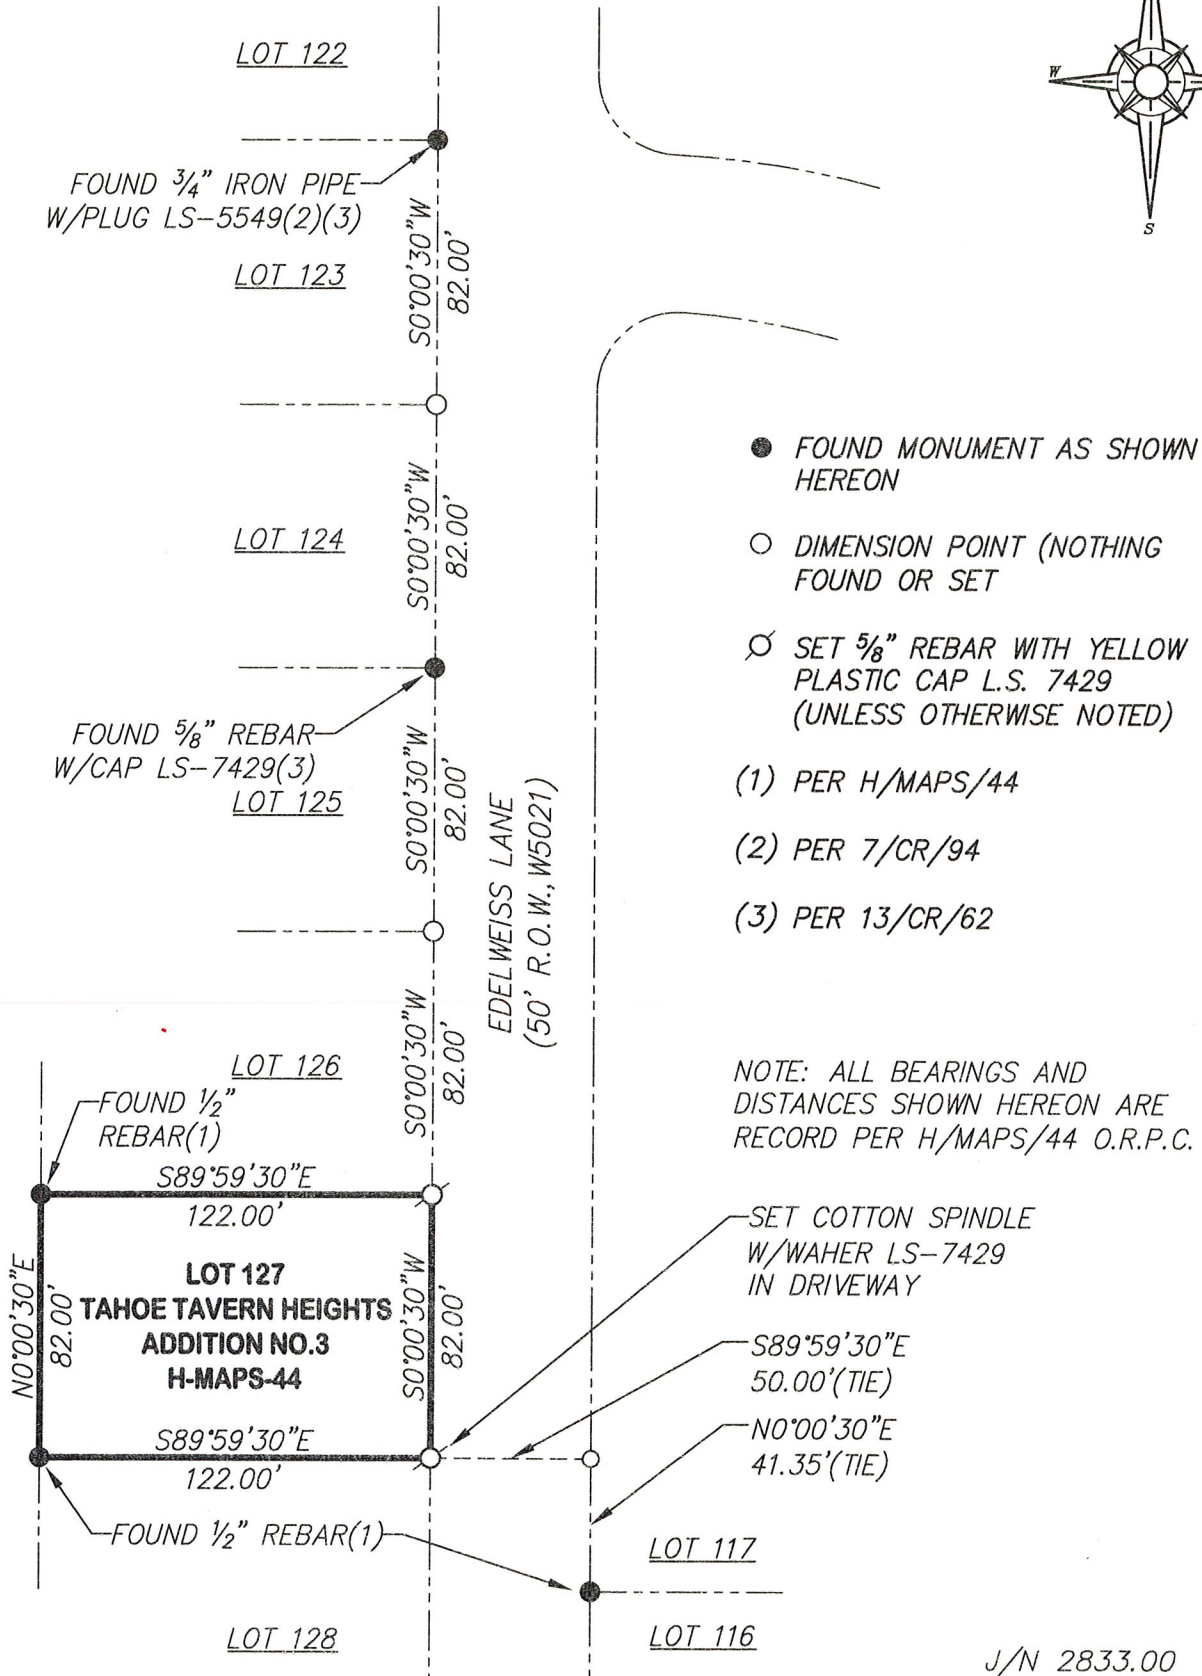 LOT 122
W
S
FOUND 3/4" IRON PIPE
W/PLUG LS-5549(2)(3)
S0°00'30"W
82.00'
LOT 123
● FOUND MONUMENT AS SHOWN
HEREON
S0°00'30"W
82.00'
LOT 124
○ DIMENSION POINT (NOTHING
FOUND OR SET
SET 5/8" REBAR WITH YELLOW
PLASTIC CAP L.S. 7429
(UNLESS OTHERWISE NOTED)
FOUND 5/8" REBAR
W/CAP LS-7429(3)
LOT 125
S0°00'30"W
82.00'
EDELWEISS LANE
(50' R.O.W.,W5021)
(1) PER H/MAPS/44
(2) PER 7/CR/94
(3) PER 13/CR/62
LOT 126
S0°00'30"W
82.00'
NOTE: ALL BEARINGS AND
DISTANCES SHOWN HEREON ARE
RECORD PER H/MAPS/44 O.R.P.C.
FOUND 1/2"
REBAR(1)
S89°59'30"E
122.00'
N0°00'30"E
82.00'
LOT 127
TAHOE TAVERN HEIGHTS
ADDITION NO.3
H-MAPS-44
S0°00'30"W
82.00'
SET COTTON SPINDLE
W/WAHER LS-7429
IN DRIVEWAY
S89°59'30"E
50.00'(TIE)
N0°00'30"E
41.35'(TIE)
S89°59'30"E
122.00'
FOUND 1/2" REBAR(1)
LOT 117
LOT 128
LOT 116
J/N 2833.00